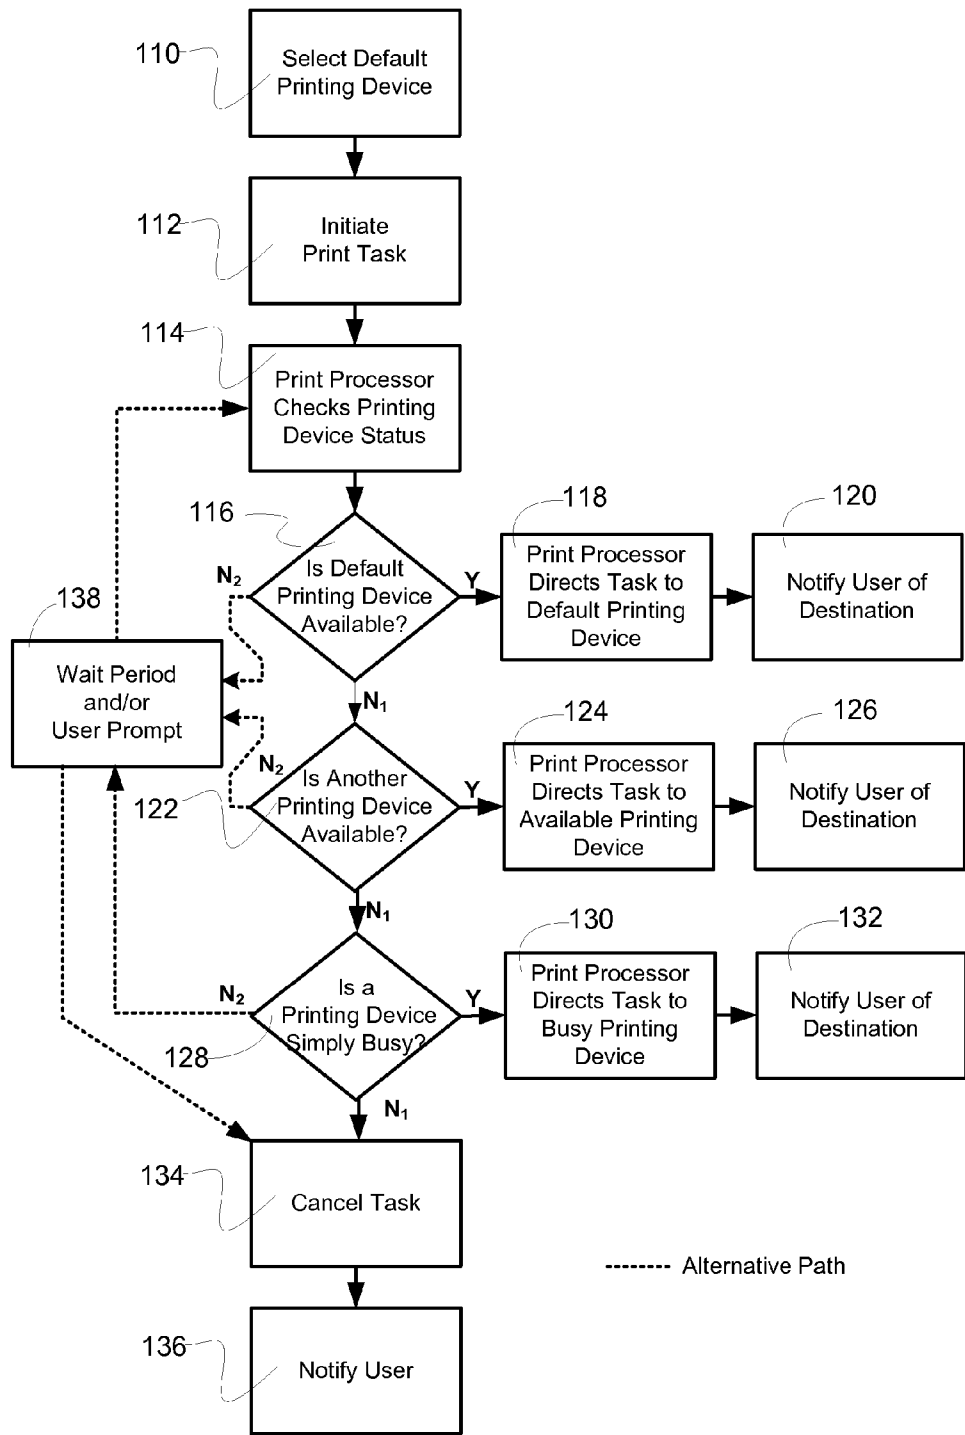 110
Select Default
Printing Device
112
Initiate
Print Task
114
Print Processor
Checks Printing
Device Status
116
Is Default
Printing Device
Available?
N2
Y
N1
118
Print Processor
Directs Task to
Default Printing
Device
120
Notify User of
Destination
138
Wait Period
and/or
User Prompt
122
Is Another
Printing Device
Available?
N2
Y
N1
124
Print Processor
Directs Task to
Available Printing
Device
126
Notify User of
Destination
128
Is a
Printing Device
Simply Busy?
N2
Y
N1
130
Print Processor
Directs Task to
Busy Printing
Device
132
Notify User of
Destination
134
Cancel Task
Alternative Path
136
Notify User